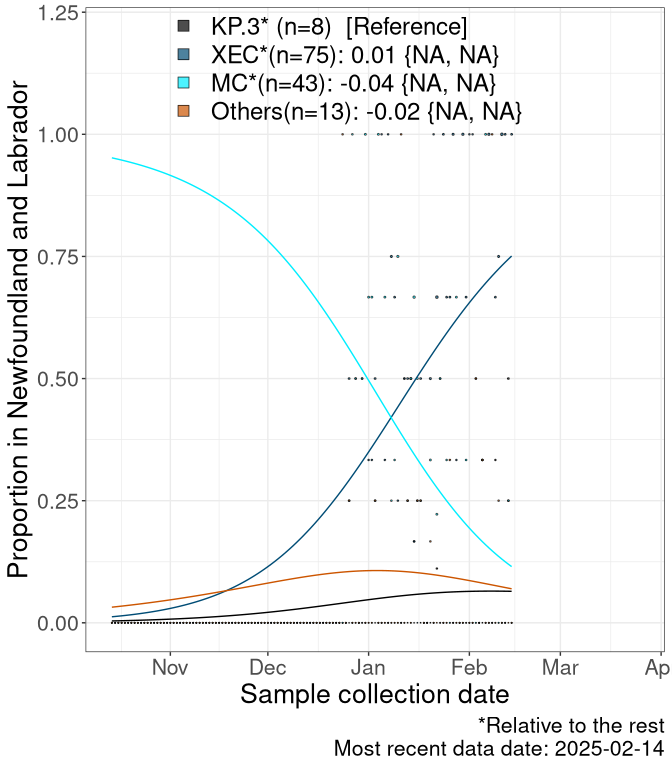 KP.3* (n=8)  [Reference]
XEC*(n=75): 0.01 {NA, NA}
MC*(n=43): -0.04 {NA, NA}
Others(n=13): -0.02 {NA, NA}
Proportion in Newfoundland and Labrador
1.25
1.00
0.75
0.50
0.25
0.00
Nov Dec Jan Feb Mar Ap
Sample collection date
*Relative to the rest
Most recent data date: 2025-02-14